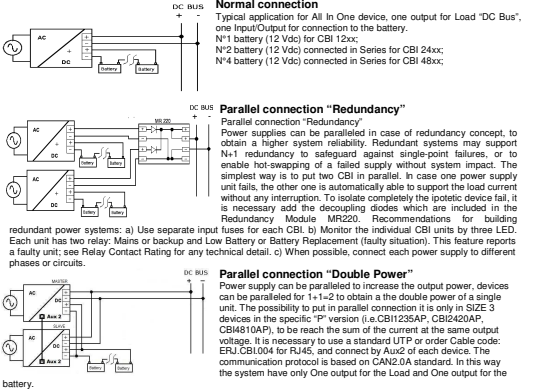 DC BUS
+ -
AC
+
DC
+
-
+
-
Battery
Battery
Normal connection
Typical application for All In One device, one output for Load "DC Bus",
one Input/Output for connection to the battery.
N°1 battery (12 Vdc) for CBI 12xx;
N°2 battery (12 Vdc) connected in Series for CBI 24xx;
N°4 battery (12 Vdc) connected in Series for CBI 48xx;
DC BUS
+ -
MR 220
AC
+
DC
Battery
Battery
AC
+
DC
Battery
Battery
Parallel connection "Redundancy"
Parallel connection "Redundancy"
Power supplies can be paralleled in case of redundancy concept, to
obtain a higher system reliability. Redundant systems may support
N+1 redundancy to safeguard against single-point failures, or to
enable hot-swapping of a failed supply without system impact. The
simplest way is to put two CBI in parallel. In case one power supply
unit fails, the other one is automatically able to support the load current
without any interruption. To isolate completely the ipotetic device fail, it
is necessary add the decoupling diodes which are included in the
Redundancy Module MR220. Recommendations for building
redundant power systems: a) Use separate input fuses for each CBI. b) Monitor the individual CBI units by three LED.
Each unit has two relay: Mains or backup and Low Battery or Battery Replacement (faulty situation). This feature reports
a faulty unit; see Relay Contact Rating for any technical detail. c) When possible, connect each power supply to different
phases or circuits.
DC BUS
+ -
MASTER
AC
+
DC
Aux 2
SLAVE
AC
+
DC
Aux 2
Battery
Battery
Parallel connection "Double Power"
Power supply can be paralleled to increase the output power, devices
can be paralleled for 1+1=2 to obtain a the double power of a single
unit. The possibility to put in parallel connection it is only in SIZE 3
devices in the specific "P" version (i.e.CBI1235AP, CBI2420AP,
CBI4810AP), to be reach the sum of the current at the same output
voltage. It is necessary to use a standard UTP or order Cable code:
ERJ.CBI.004 for RJ45, and connect by Aux2 of each device. The
communication protocol is based on CAN2.0A standard. In this way
the system have only One output for the Load and One output for the
battery.